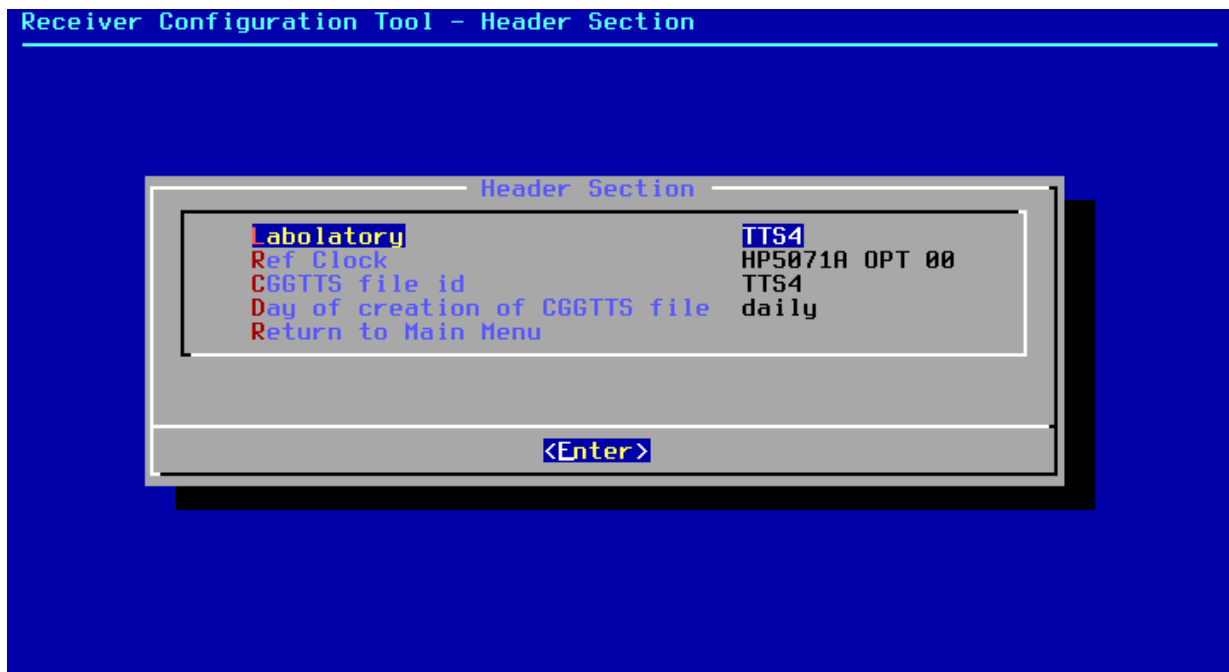 Receiver Configuration Tool - Header Section
Header Section
Labolatory TTS4
Ref Clock HP5071A OPT 00
CGGTTS file id TTS4
Day of creation of CGGTTS file daily
Return to Main Menu
<Enter>